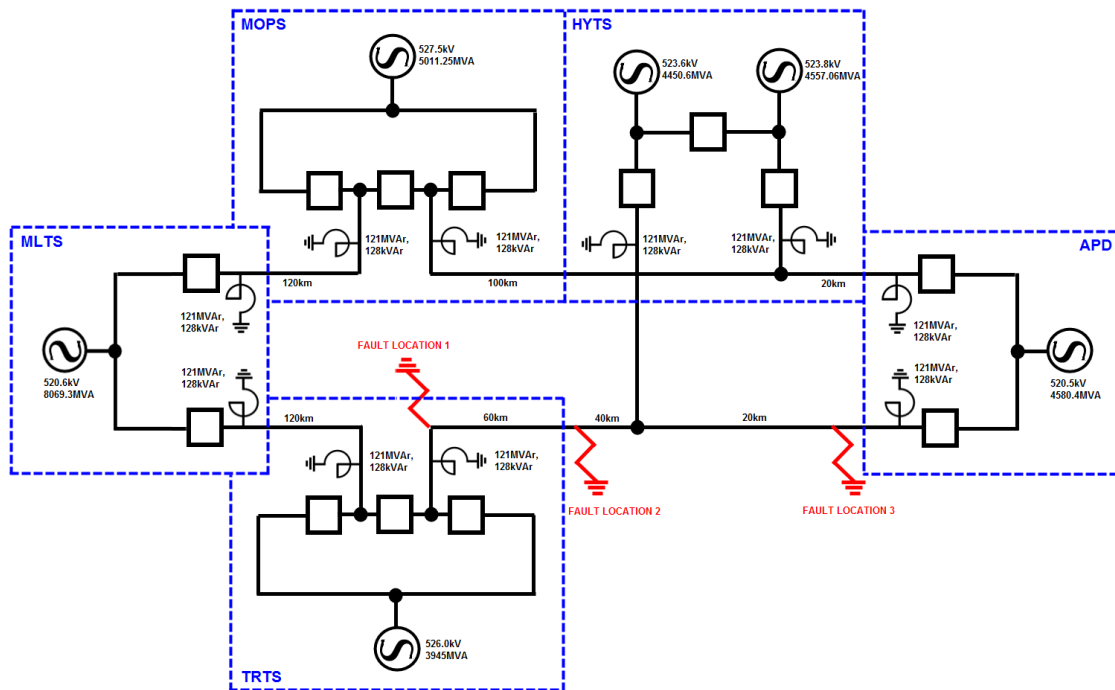 MOPS
HYTS
527.5kV
5011.25MVA
523.6kV
4450.6MVA
523.8kV
4557.06MVA
MLTS
APD
121MVAr,
128kVAr
121MVAr,
128kVAr
121MVAr,
128kVAr
121MVAr,
128kVAr
120km
100km
20km
121MVAr,
128kVAr
121MVAr,
128kVAr
520.6kV
8069.3MVA
520.5kV
4580.4MVA
FAULT LOCATION 1
121MVAr,
128kVAr
121MVAr,
128kVAr
120km
60km
40km
20km
121MVAr,
128kVAr
121MVAr,
128kVAr
FAULT LOCATION 2
FAULT LOCATION 3
526.0kV
3945MVA
TRTS